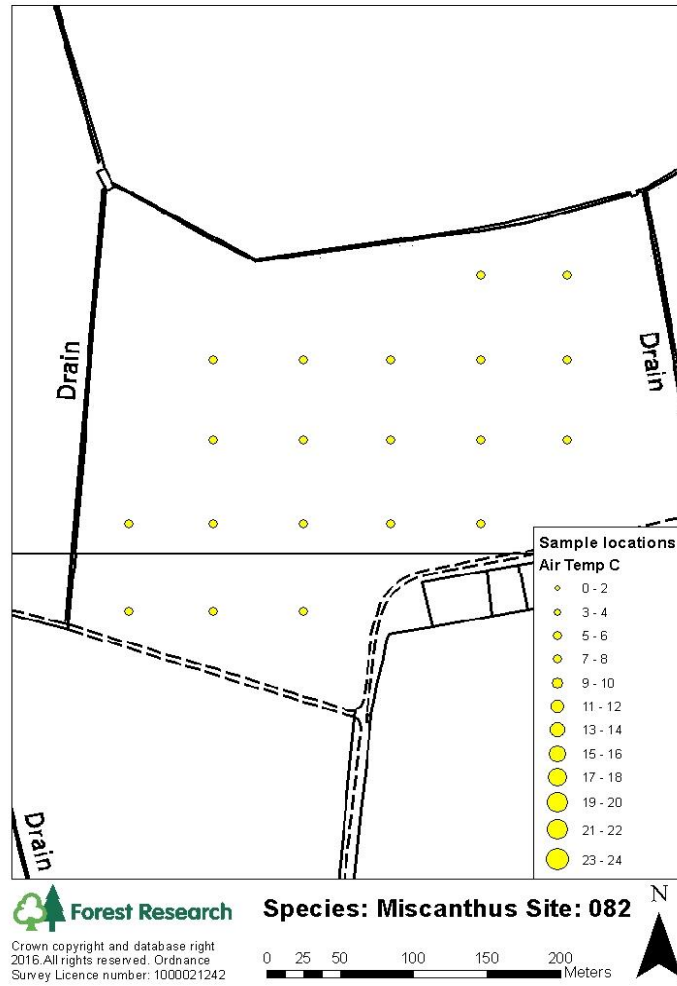 Drain
Drain
Drain
Sample locations
Air Temp C
0 - 2
3 - 4
5 - 6
7 - 8
9 - 10
11 - 12
13 - 14
15 - 16
17 - 18
19 - 20
21 - 22
23 - 24
Forest Research
Species: Miscanthus Site: 082
N
Crown copyright and database right
2016.All rights reserved. Ordnance
Survey Licence number: 1000021242
0 25 50 100 150 200
Meters